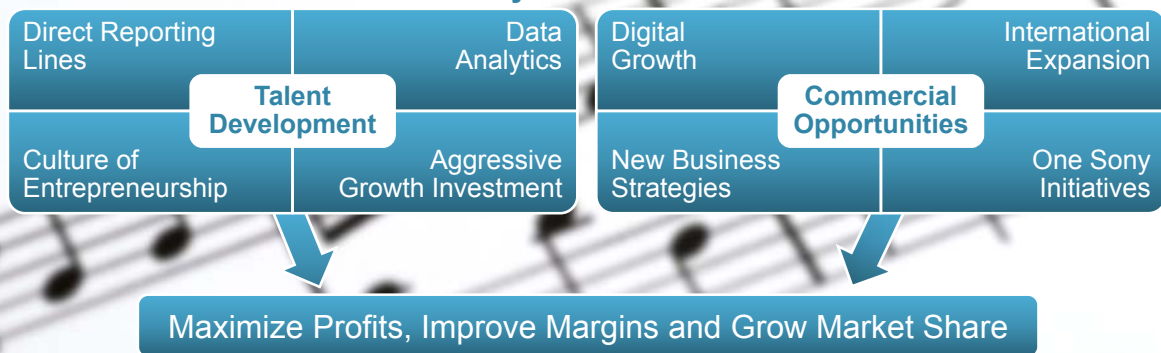 Direct Reporting
Lines
Data
Analytics
Talent
Development
Culture of
Entrepreneurship
Aggressive
Growth Investment
Digital
Growth
International
Expansion
Commercial
Opportunities
New Business
Strategies
One Sony
Initiatives
Maximize Profits, Improve Margins and Grow Market Share